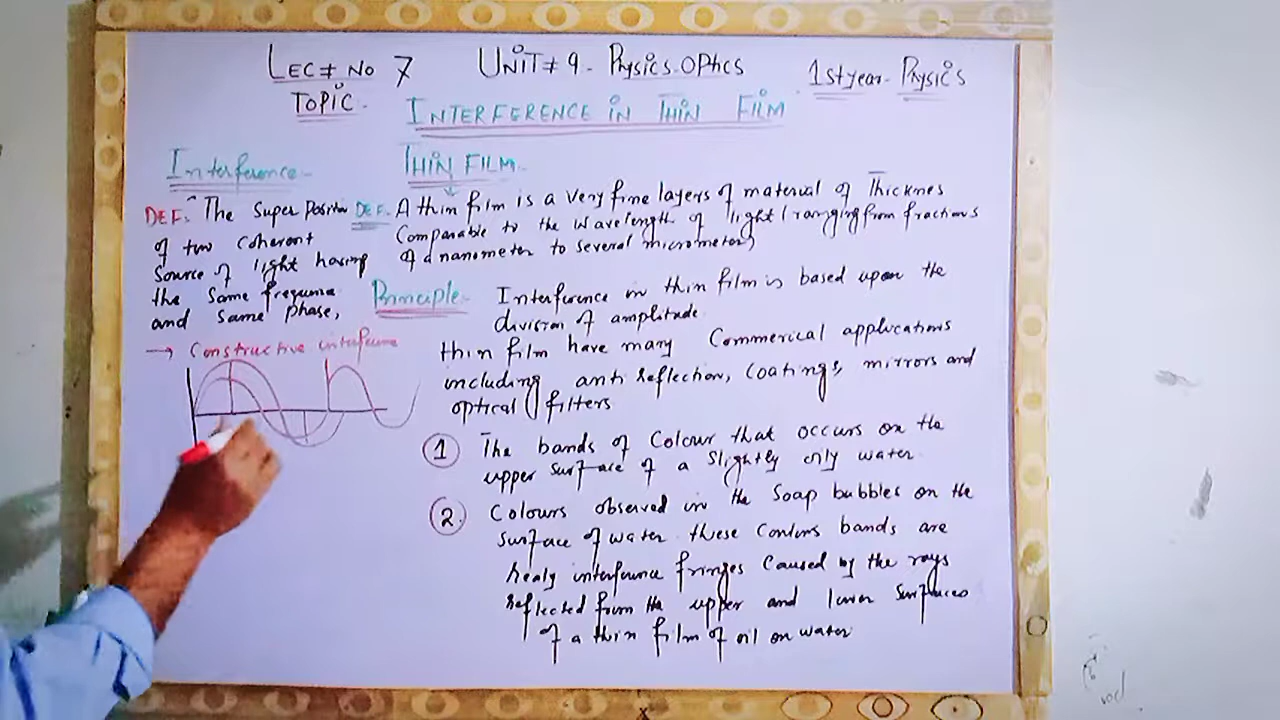 LEC # NO 7 UNIT # 9 - PHYSICS-OPTICS 1st year- PHYSICS
TOPIC- INTERFERENCE IN THIN FILM
Interference- THIN FILM-
DEF. The Super Position
of two coherent
Source of light having
the Same
and same phase,
→ Constructive
DEF. A thin film is a very fine layers of material of Thicknes
Comparable to the wavelength of light (ranging from fractions
of a nanometer to several micrometer)
Principle- Interference in thin film is based upon the
division of amplitude.
thin film have many Commerical applications
including anti reflection, coatings, mirrors and
optical filters
1 The bands of Colour that occurs on the
upper surface of a slightly oily water
2. Colours observed in the Soap bubbles on the
surface of water these bands are
interference fringes caused by the rays
reflected from the upper and lower surfaces
of a thin film of oil on water